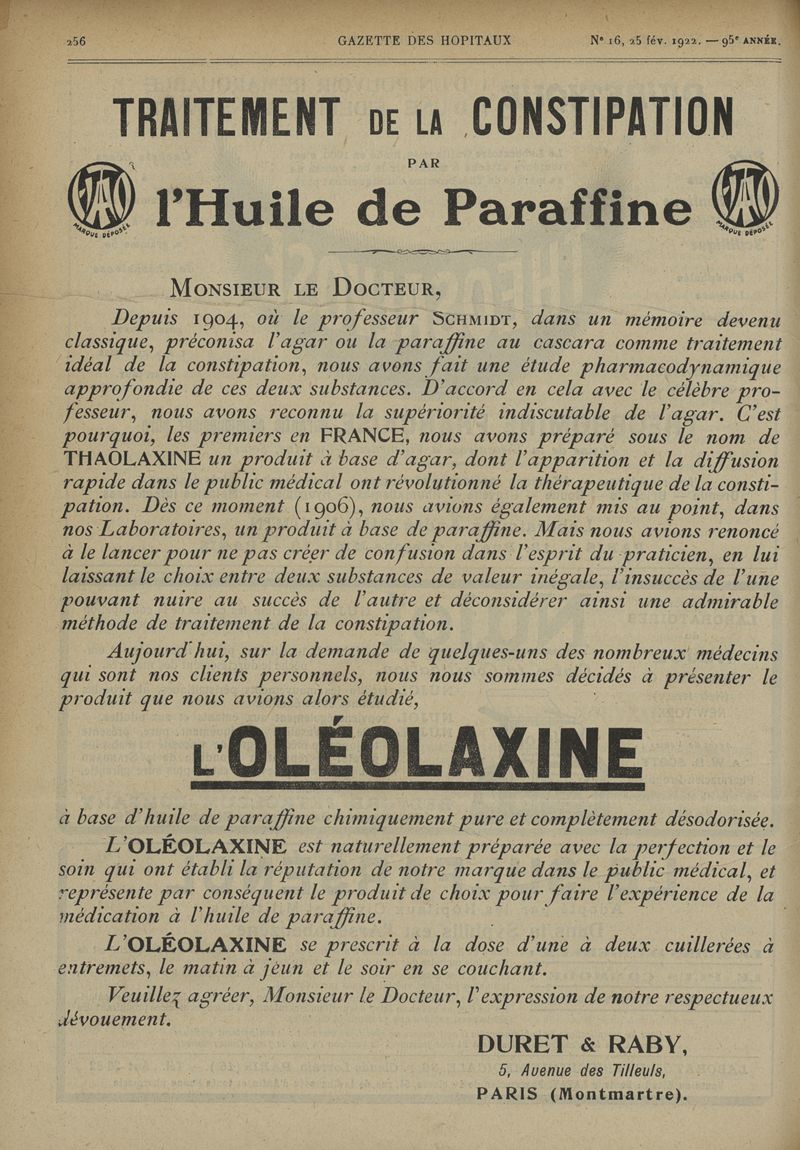 256
GAZETTE DES HOPITAUX
N° 16, 25 fév. 1922. — 95e ANNÉE.
TRAITEMENT DE LA CONSTIPATION
PAR
l'Huile de Paraffine
MARQUE DÉPOSÉE
MARQUE DÉPOSÉE
MONSIEUR LE DOCTEUR,
Depuis 1904, où le professeur SCHMIDT, dans un mémoire devenu
classique, préconisa l'agar ou la paraffine au cascara comme traitement
idéal de la constipation, nous avons fait une étude pharmacodynamique
approfondie de ces deux substances. D'accord en cela avec le célèbre pro-
fesseur, nous avons reconnu la supériorité indiscutable de l'agar. C'est
pourquoi, les premiers en FRANCE, nous avons préparé sous le nom de
THAOLAXINE un produit à base d'agar, dont l'apparition et la diffusion
rapide dans le public médical ont révolutionné la thérapeutique de la consti-
pation. Dès ce moment (1906), nous avions également mis au point, dans
nos Laboratoires, un produit à base de paraffine. Mais nous avions renoncé
à le lancer pour ne pas créer de confusion dans l'esprit du praticien, en lui
laissant le choix entre deux substances de valeur inégale, l'insuccès de l'une
pouvant nuire au succès de l'autre et déconsidérer ainsi une admirable
méthode de traitement de la constipation.
Aujourd'hui, sur la demande de quelques-uns des nombreux médecins
qui sont nos clients personnels, nous nous sommes décidés à présenter le
produit que nous avions alors étudié,
L'OLÉOLAXINE
à base d'huile de paraffine chimiquement pure et complètement désodorisée.
L'OLÉOLAXINE est naturellement préparée avec la perfection et le
soin qui ont établi la réputation de notre marque dans le public médical, et
représente par conséquent le produit de choix pour faire l'expérience de la
médication à l'huile de paraffine.
L'OLÉOLAXINE se prescrit à la dose d'une à deux cuillerées à
entremets, le matin à jeun et le soir en se couchant.
Veuillez agréer, Monsieur le Docteur, l'expression de notre respectueux
dévouement.
DURET & RABY,
5, Avenue des Tilleuls,
PARIS (Montmartre).